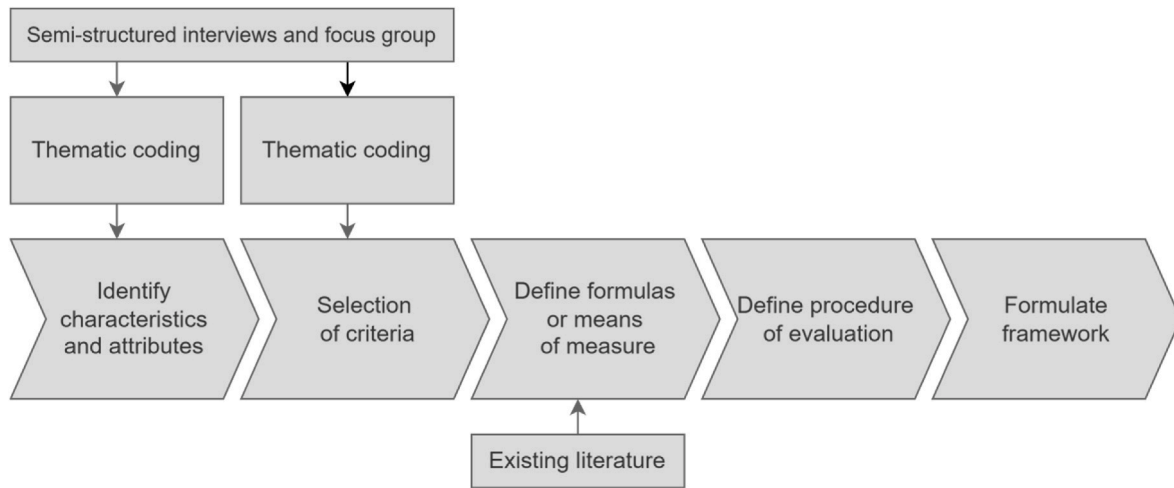 Semi-structured interviews and focus group
Thematic coding
Thematic coding
Identify
characteristics
and attributes
Selection
of criteria
Define formulas
or means
of measure
Define procedure
of evaluation
Formulate
framework
Existing literature